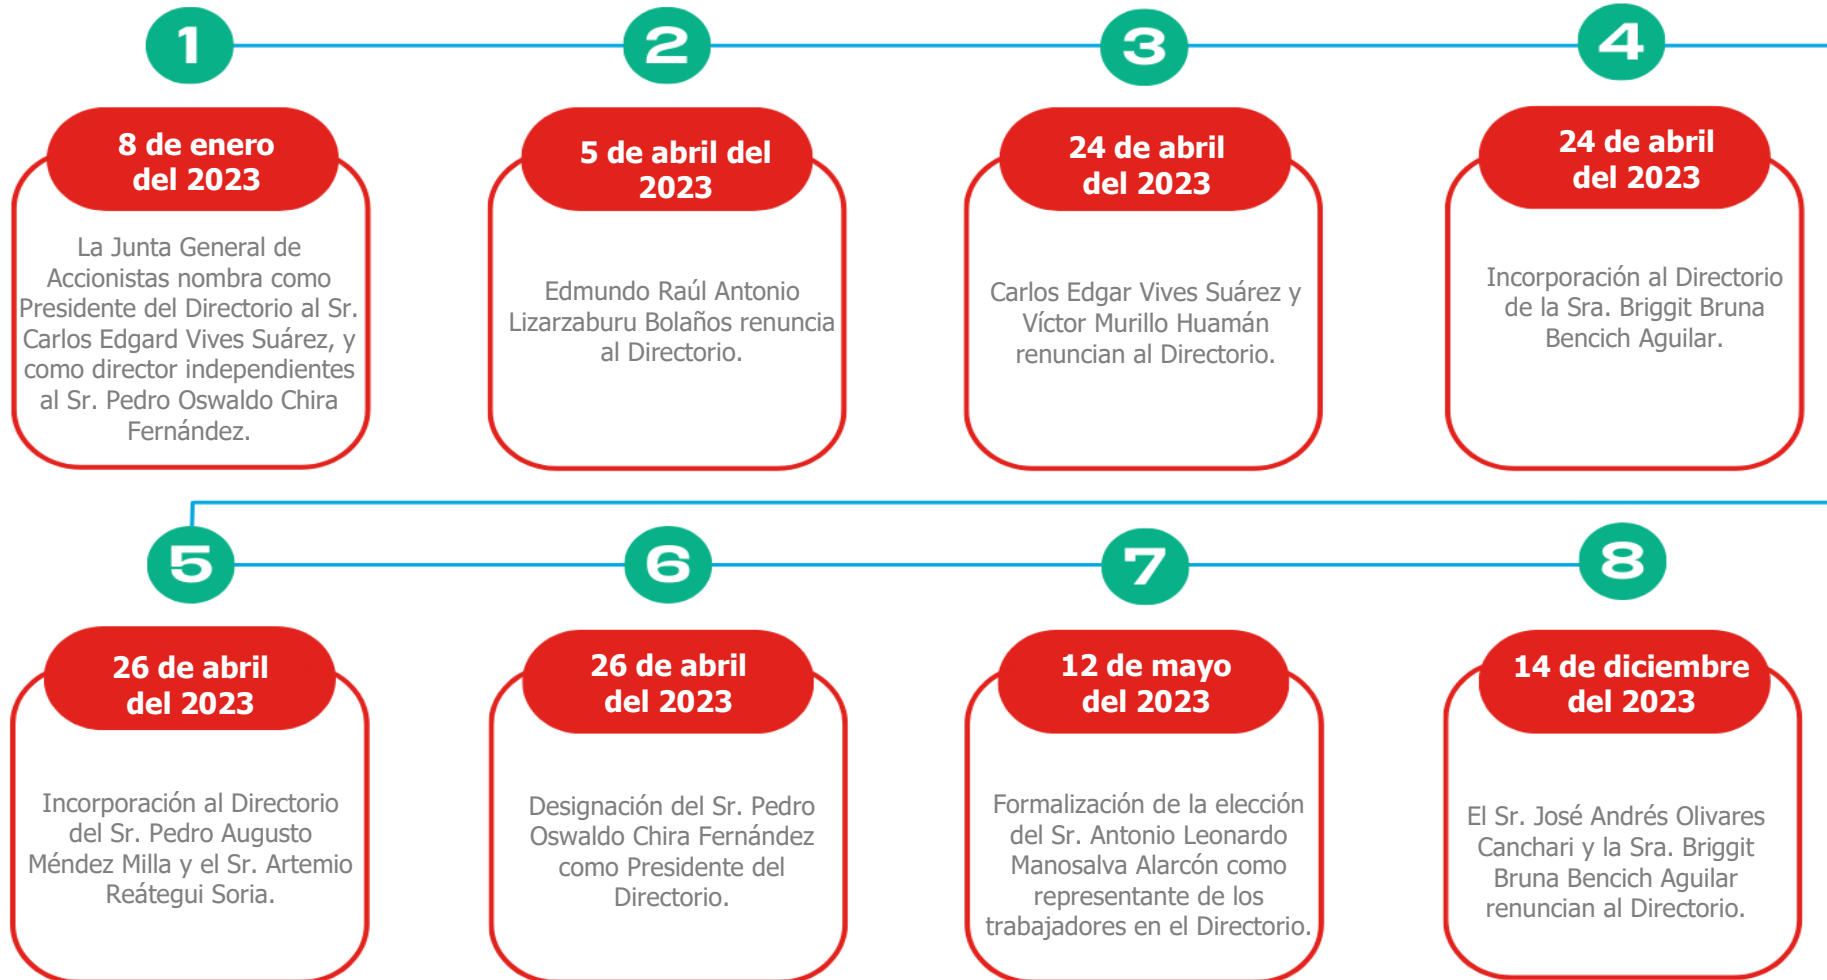 1
2
3
4
8 de enero
del 2023
La Junta General de
Accionistas nombra como
Presidente del Directorio al Sr.
Carlos Edgard Vives Suárez, y
como director independientes
al Sr. Pedro Oswaldo Chira
Fernández.
5 de abril del
2023
Edmundo Raúl Antonio
Lizarzaburu Bolaños renuncia
al Directorio.
24 de abril
del 2023
Carlos Edgar Vives Suárez y
Víctor Murillo Huamán
renuncian al Directorio.
24 de abril
del 2023
Incorporación al Directorio
de la Sra. Briggit Bruna
Bencich Aguilar.
5
6
7
8
26 de abril
del 2023
Incorporación al Directorio
del Sr. Pedro Augusto
Méndez Milla y el Sr. Artemio
Reátegui Soria.
26 de abril
del 2023
Designación del Sr. Pedro
Oswaldo Chira Fernández
como Presidente del
Directorio.
12 de mayo
del 2023
Formalización de la elección
del Sr. Antonio Leonardo
Manosalva Alarcón como
representante de los
trabajadores en el Directorio.
14 de diciembre
del 2023
El Sr. José Andrés Olivares
Canchari y la Sra. Briggit
Bruna Bencich Aguilar
renuncian al Directorio.